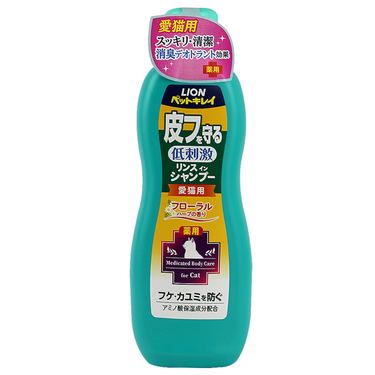 愛猫用
スッキリ・清潔
消臭デオドラント効果
薬用
LION
ペットキレイ
皮フを守る
低刺激
リンスイン
シャンプー
愛猫用
フローラル
ハーブの香り
薬用
Medicated Body Care
for Cat
フケ・カユミを防ぐ
アミノ酸保湿成分配合